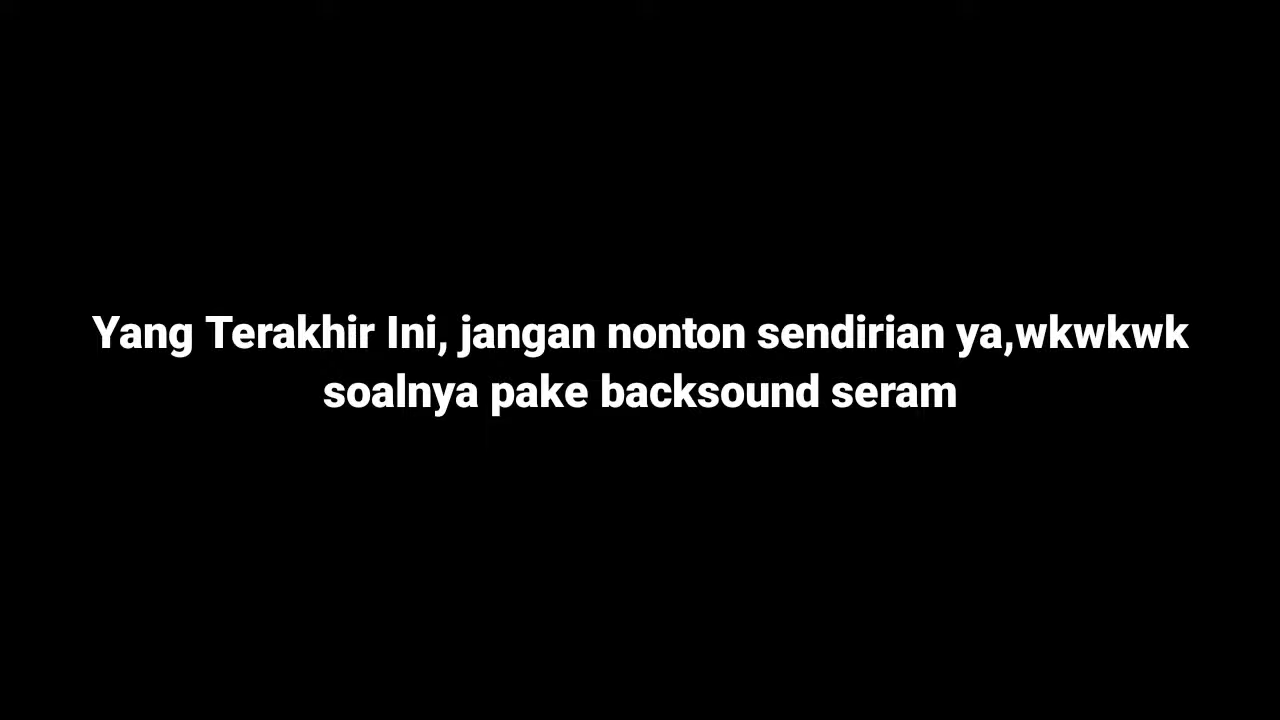 Yang Terakhir Ini, jangan nonton sendirian ya,wkwkwk
soalnya pake backsound seram